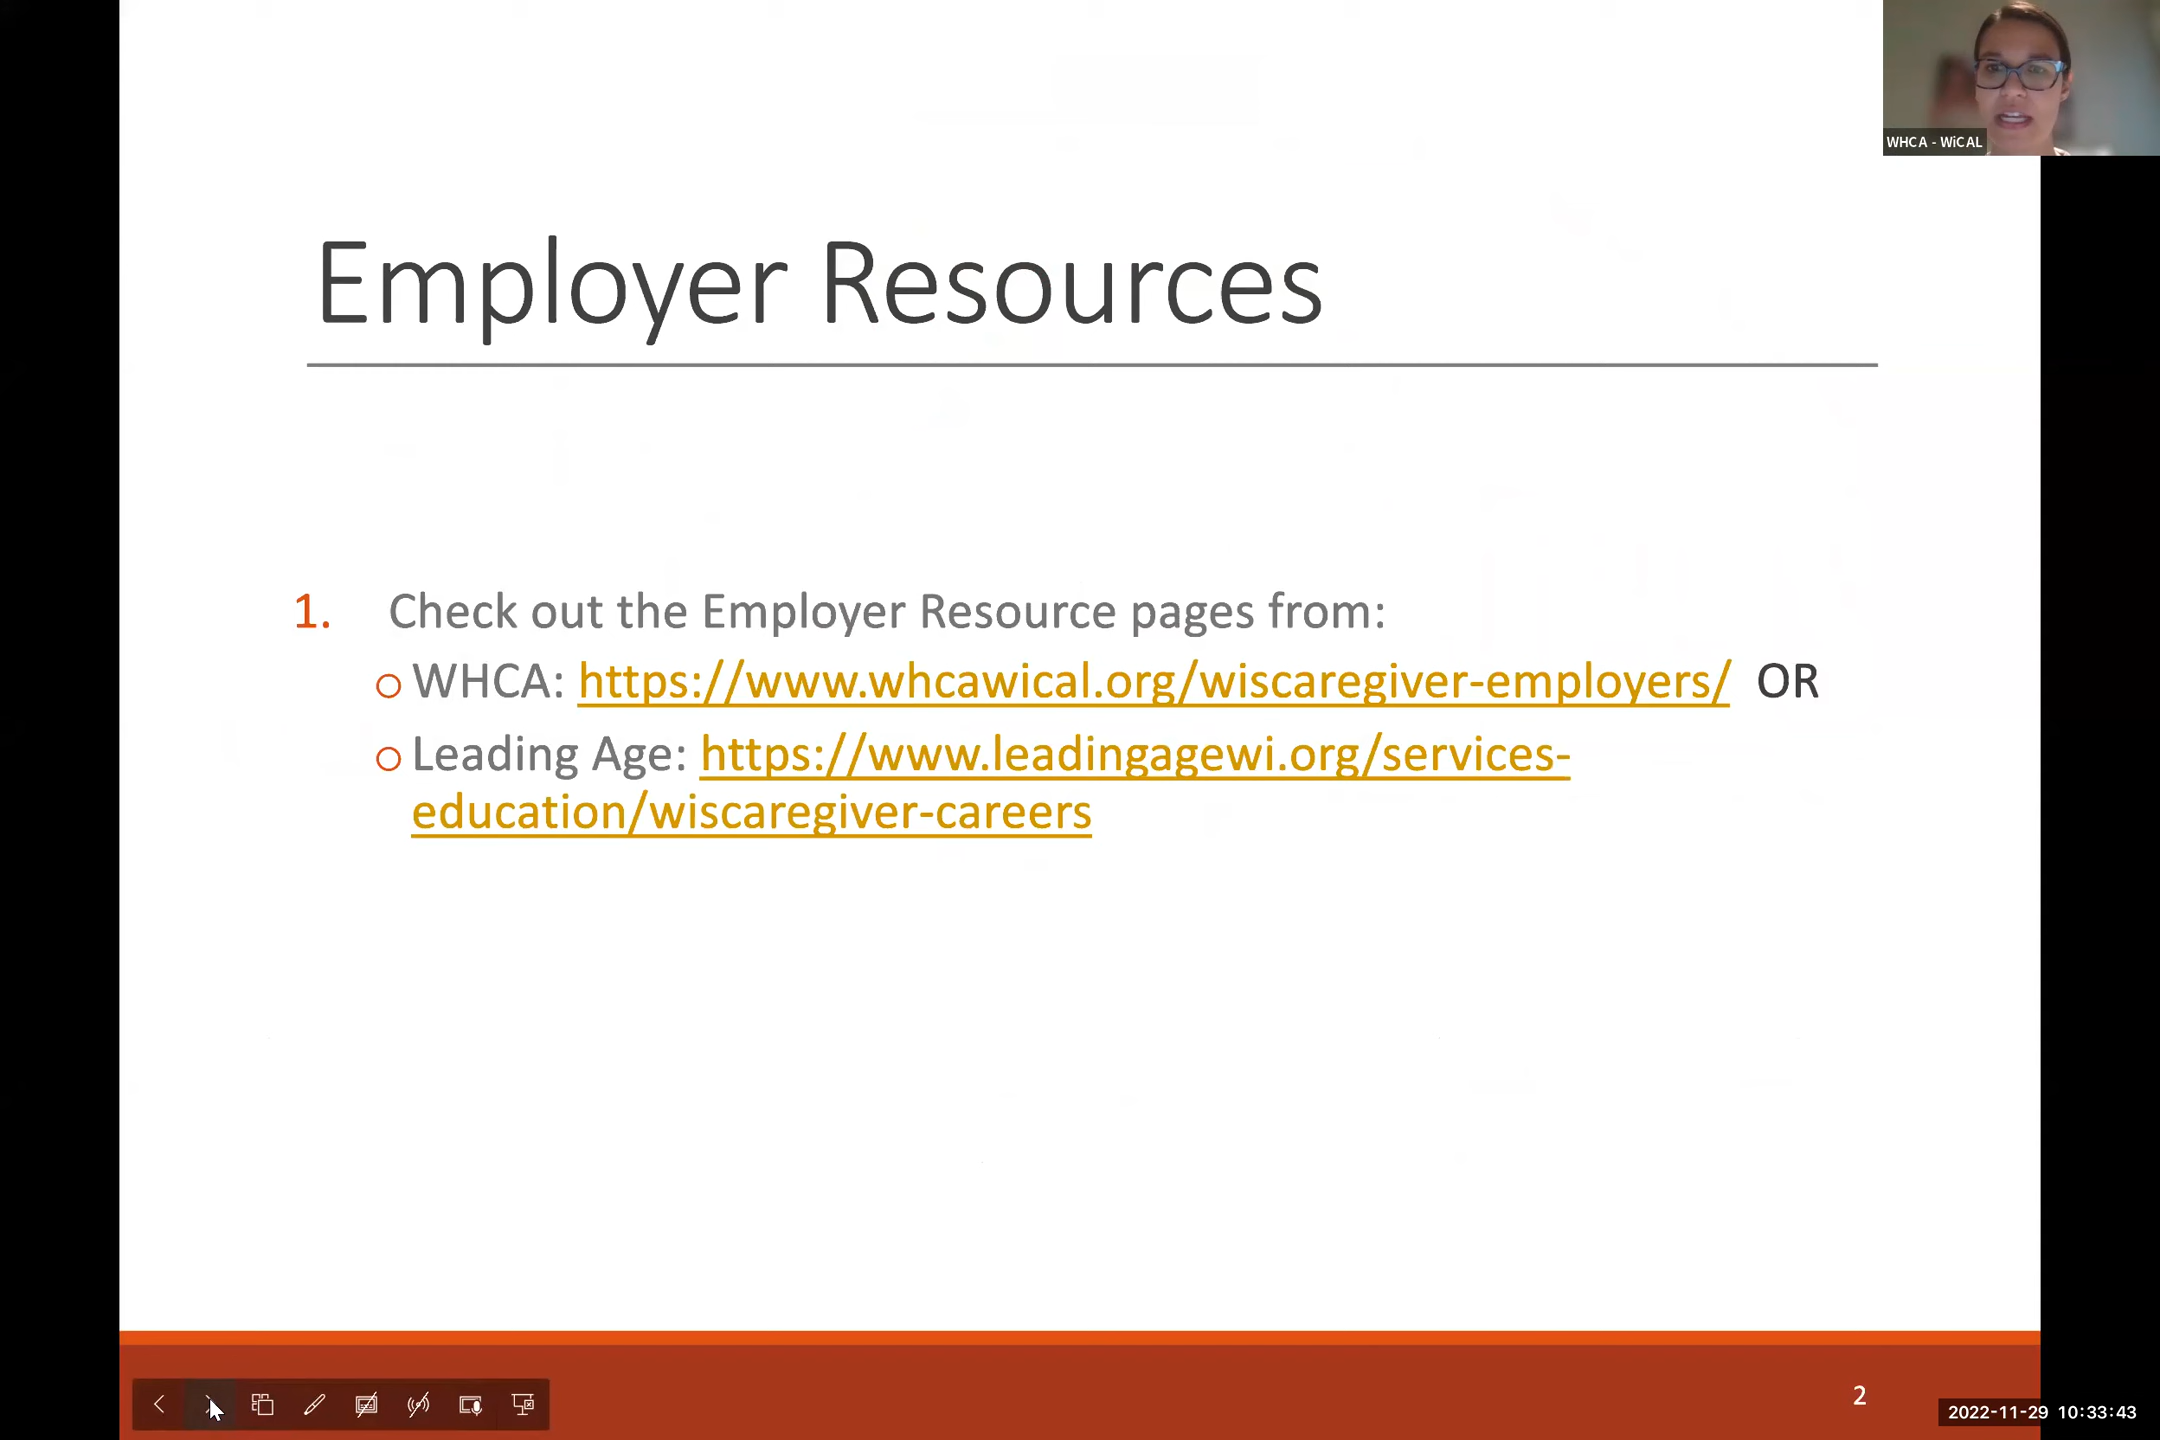 WHCA - WiCAL
Employer Resources
1. Check out the Employer Resource pages from:
○ WHCA: https://www.whcawical.org/wiscaregiver-employers/ OR
○ Leading Age: https://www.leadingagewi.org/services-
education/wiscaregiver-careers
2
2022-11-29 10:33:43